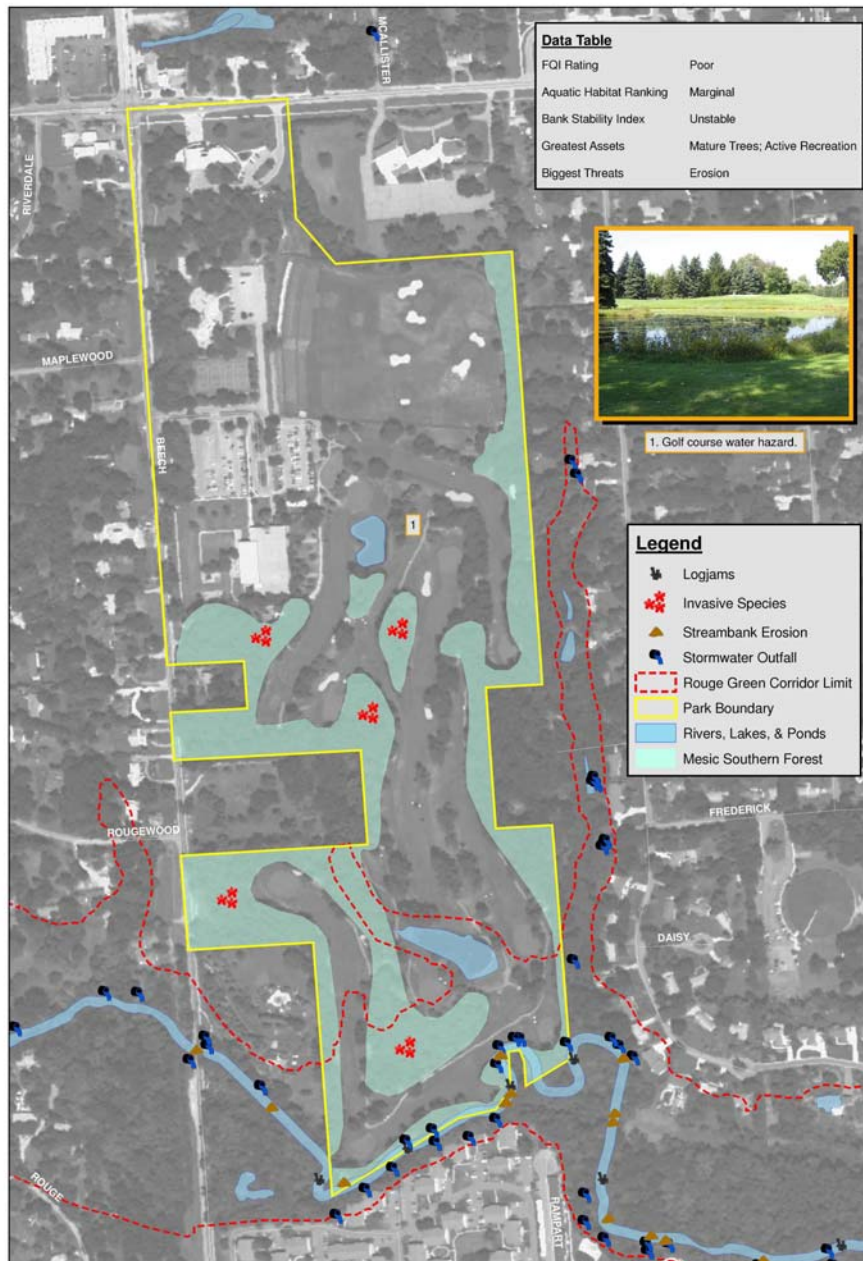 MCALLISTER
Data Table
FQI Rating Poor
Aquatic Habitat Ranking Marginal
Bank Stability Index Unstable
Greatest Assets Mature Trees; Active Recreation
Biggest Threats Erosion
RIVERDALE
MAPLEWOOD
BEECH
1. Golf course water hazard.
1
Legend
Logjams
Invasive Species
Streambank Erosion
Stormwater Outfall
Rouge Green Corridor Limit
Park Boundary
Rivers, Lakes, & Ponds
Mesic Southern Forest
ROUGEWOOD
FREDERICK
DAISY
ROUGE
RAMPART